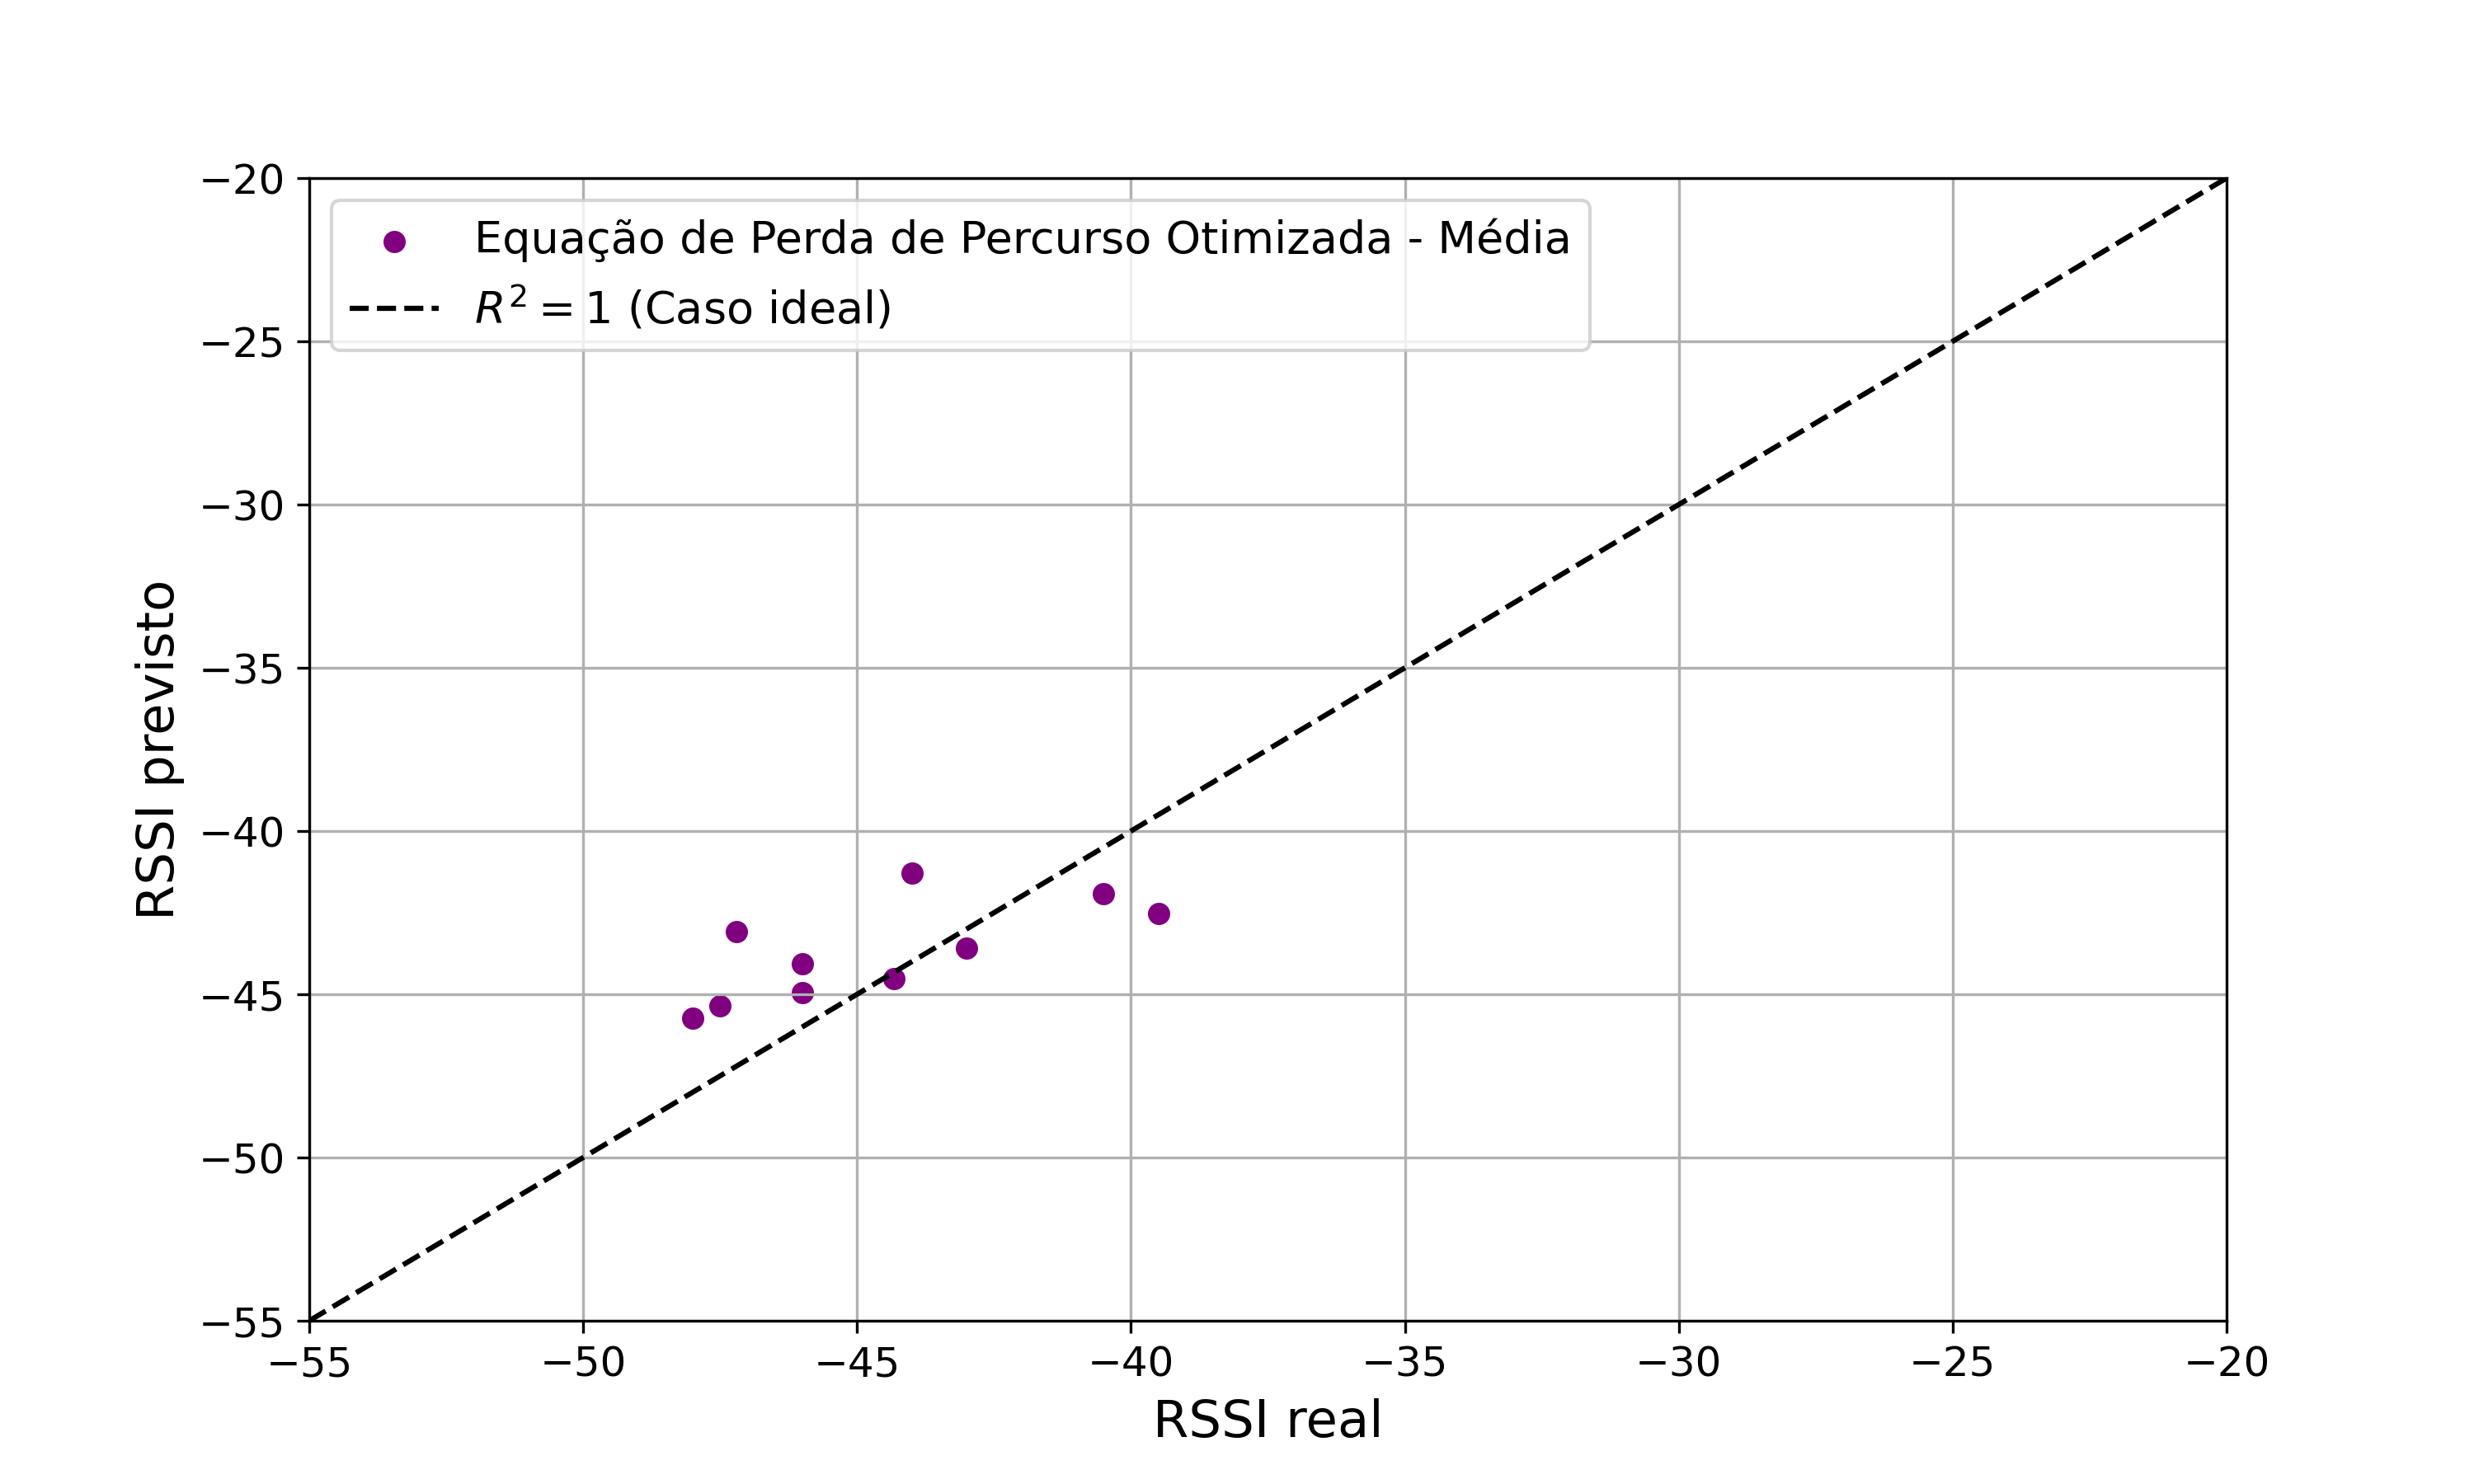 Equação de Perda de Percurso Otimizada - Média
R² = 1 (Caso ideal)
−20
−25
−30
−35
−40
−45
−50
−55
RSSI previsto
−55 −50 −45 −40 −35 −30 −25 −20
RSSI real